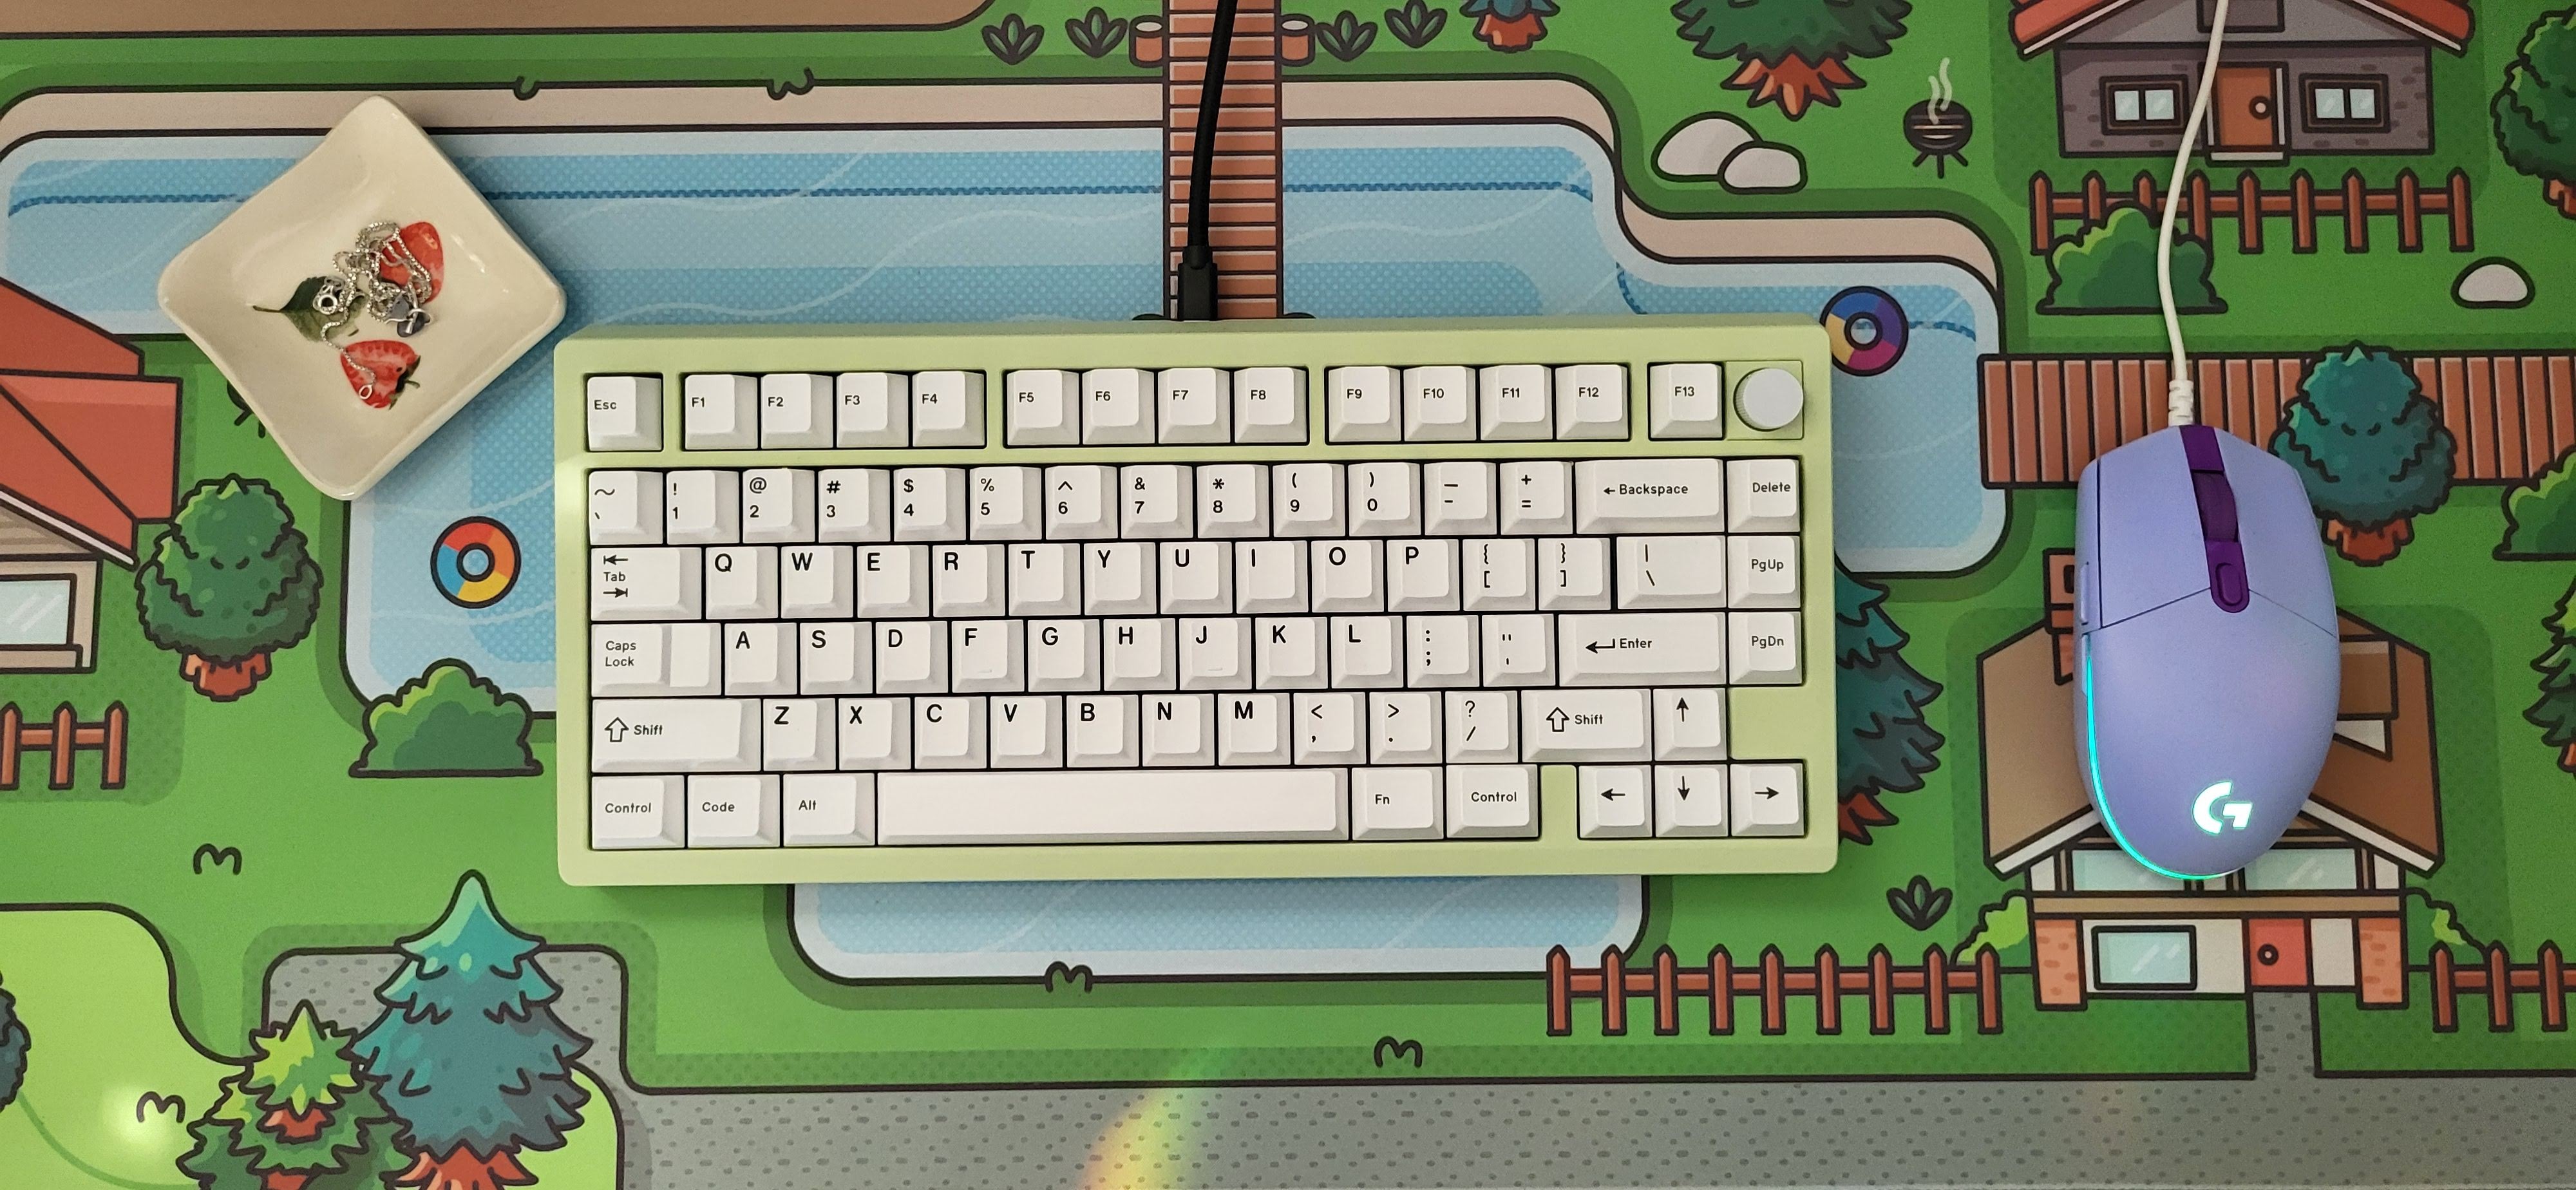 Esc F1 F2 F3 F4 F5 F6 F7 F8 F9 F10 F11 F12 F13
~ ! @ # $ % ^ & * ( ) — + ← Backspace Delete
` 1 2 3 4 5 6 7 8 9 0 - =
⇤ Tab ⇥ Q W E R T Y U I O P { } | PgUp
[ ] \
Caps Lock A S D F G H J K L : " ↵ Enter PgDn
; '
⇧ Shift Z X C V B N M < > ? ⇧ Shift ↑
, . /
Control Code Alt Fn Control ← ↓ →
G